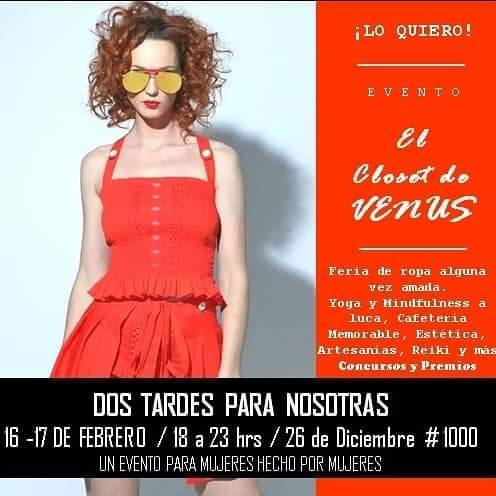 ¡LO QUIERO!
EVENTO
El
Closet de
VENUS
Feria de ropa alguna
vez amada.
Yoga y Mindfulness a
luca, Cafetería
Memorable, Estética,
Artesanías, Reiki y más
Concursos y Premios
DOS TARDES PARA NOSOTRAS
16 -17 DE FEBRERO / 18 a 23 hrs / 26 de Diciembre #1000
UN EVENTO PARA MUJERES HECHO POR MUJERES